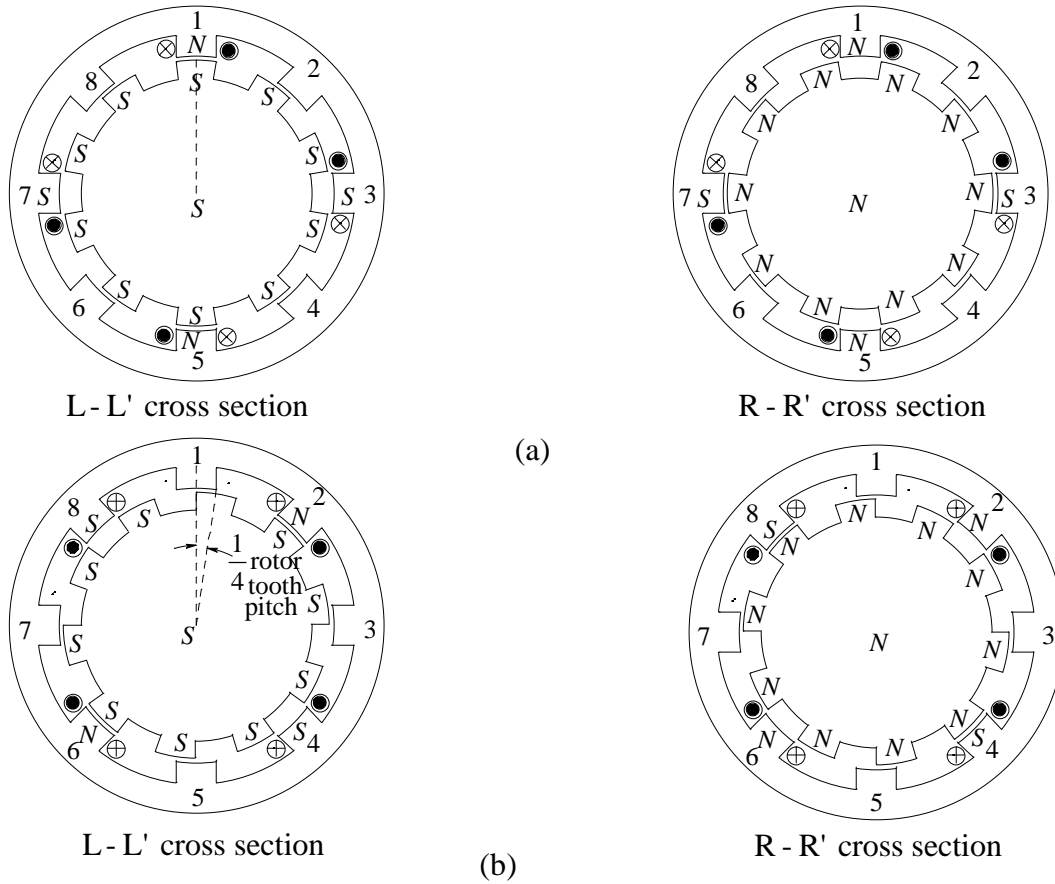 1 1
N N
8 S 2 8 N N 2
S S N N
S S N N
7 S S 3 7 S N N S 3
S N
S S N N
S S N N
6 S 4 6 N N 4
N N
5 5
L - L' cross section R - R' cross section
(a)
1 1
8 S S N 2 8 S N N N 2
S S N N
1/4 rotor tooth pitch
S S N N
7 S 3 7 N 3
S S N N
S S N N
6 N S S 4 6 N N N S 4
5 5
L - L' cross section R - R' cross section
(b)